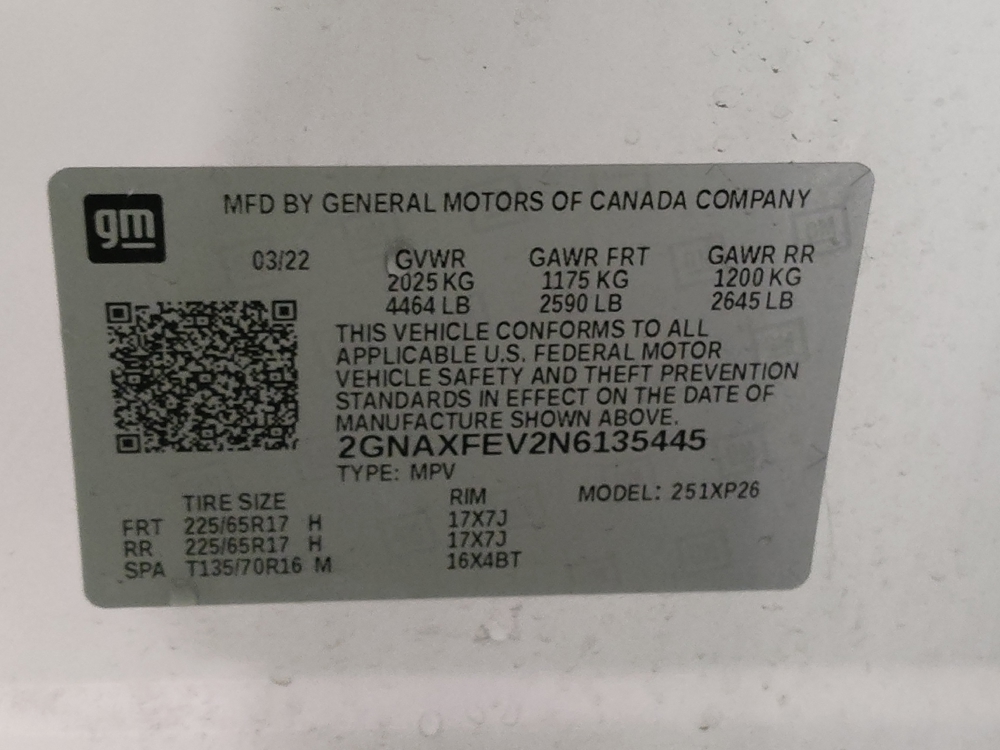 gm
MFD BY GENERAL MOTORS OF CANADA COMPANY
03/22 GVWR GAWR FRT GAWR RR
2025 KG 1175 KG 1200 KG
4464 LB 2590 LB 2645 LB
THIS VEHICLE CONFORMS TO ALL
APPLICABLE U.S. FEDERAL MOTOR
VEHICLE SAFETY AND THEFT PREVENTION
STANDARDS IN EFFECT ON THE DATE OF
MANUFACTURE SHOWN ABOVE.
2GNAXFEV2N6135445
TYPE: MPV
TIRE SIZE RIM MODEL: 251XP26
FRT 225/65R17 H 17X7J
RR 225/65R17 H 17X7J
SPA T135/70R16 M 16X4BT